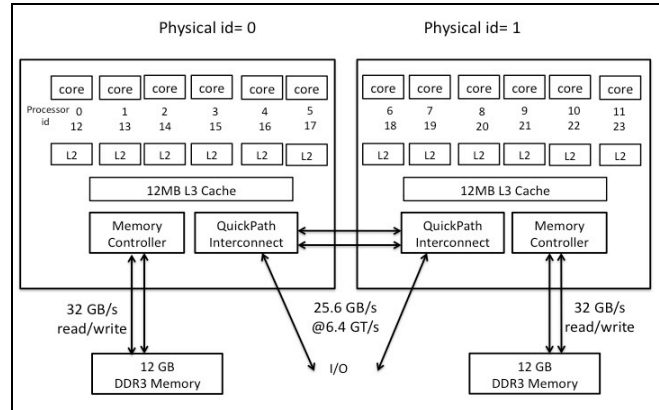 Physical id= 0 Physical id= 1
core core core core core core core core core core core core
Processor id
0 1 2 3 4 5 6 7 8 9 10 11
12 13 14 15 16 17 18 19 20 21 22 23
L2 L2 L2 L2 L2 L2 L2 L2 L2 L2 L2 L2
12MB L3 Cache 12MB L3 Cache
Memory
Controller
QuickPath
Interconnect
QuickPath
Interconnect
Memory
Controller
32 GB/s
read/write
25.6 GB/s
@6.4 GT/s
32 GB/s
read/write
I/O
12 GB
DDR3 Memory
12 GB
DDR3 Memory